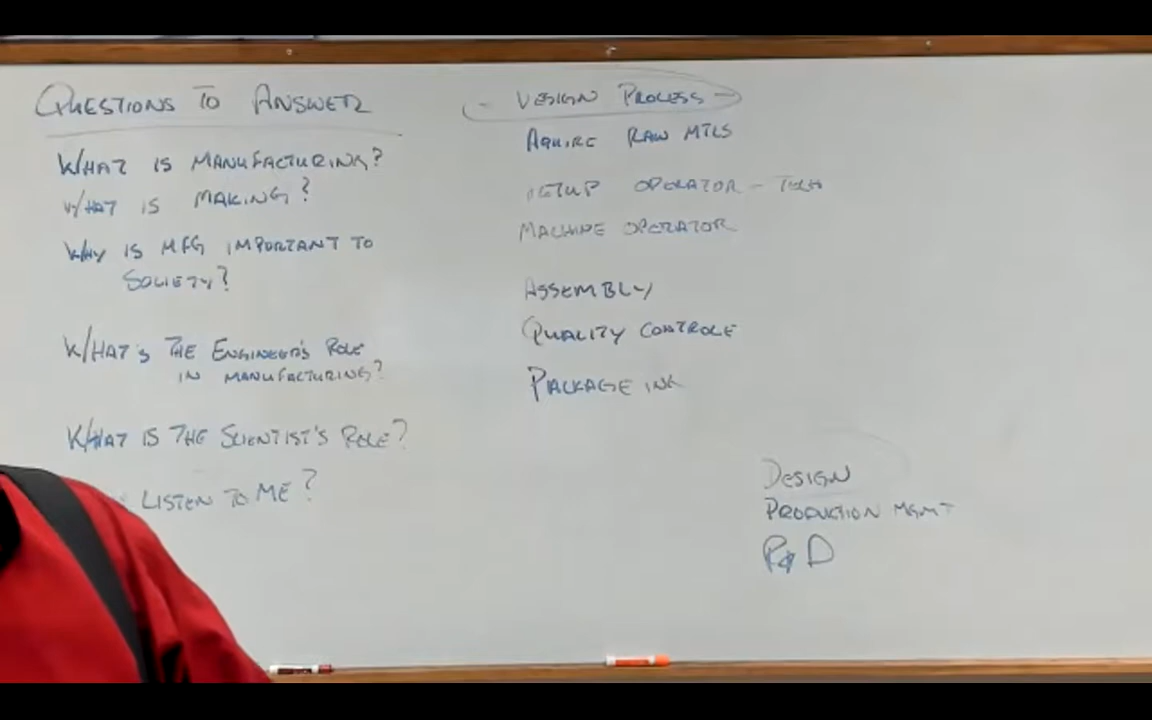 QUESTIONS TO ANSWER
WHAT IS MANUFACTURING?
WHAT IS MAKING?
WHY IS MFG IMPORTANT TO
SOCIETY?
WHAT'S THE ENGINEER'S ROLE
IN MANUFACTURING?
WHAT IS THE SCIENTIST'S ROLE?
LISTEN TO ME?
DESIGN PROCESS
AQUIRE RAW MTLS
SETUP OPERATOR - TECH
MACHINE OPERATOR
ASSEMBLY
QUALITY CONTROLE
PACKAGE ING
DESIGN
PRODUCTION MGMT
R & D